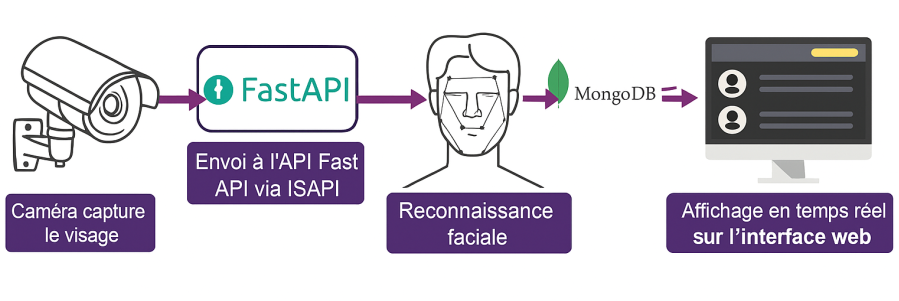 FastAPI
MongoDB
Envoi à l'API Fast
API via ISAPI
Caméra capture
le visage
Reconnaissance
faciale
Affichage en temps réel
sur l’interface web